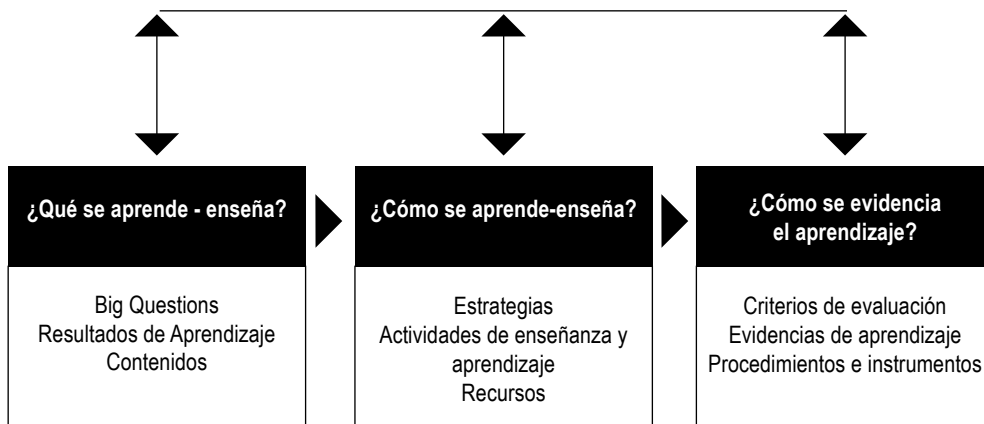 ¿Qué se aprende - enseña?
Big Questions
Resultados de Aprendizaje
Contenidos
¿Cómo se aprende-enseña?
Estrategias
Actividades de enseñanza y
aprendizaje
Recursos
¿Cómo se evidencia
el aprendizaje?
Criterios de evaluación
Evidencias de aprendizaje
Procedimientos e instrumentos